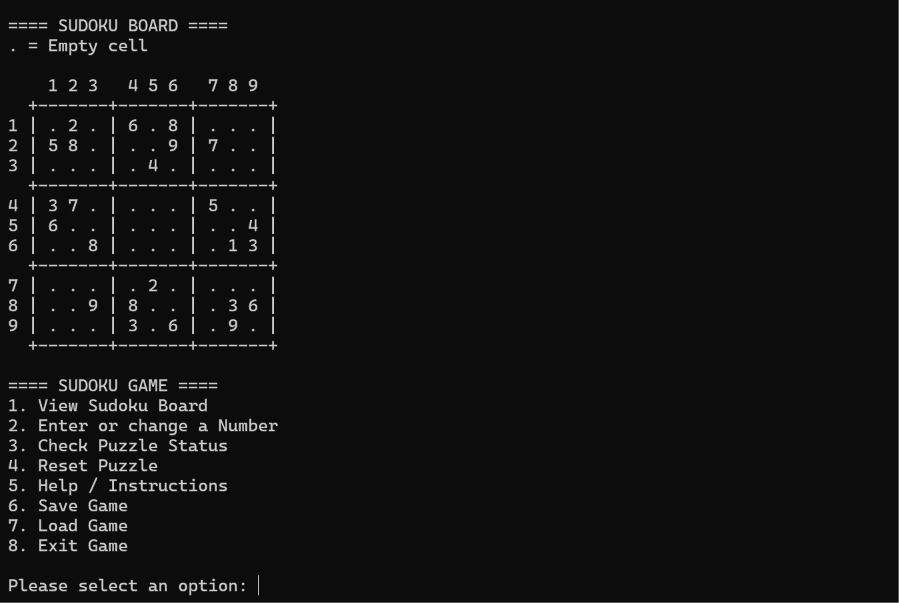 ==== SUDOKU BOARD ====
. = Empty cell

    1 2 3   4 5 6   7 8 9
  +-------+-------+-------+
1 | . 2 . | 6 . 8 | . . . |
2 | 5 8 . | . . 9 | 7 . . |
3 | . . . | . 4 . | . . . |
  +-------+-------+-------+
4 | 3 7 . | . . . | 5 . . |
5 | 6 . . | . . . | . . 4 |
6 | . . 8 | . . . | . 1 3 |
  +-------+-------+-------+
7 | . . . | . 2 . | . . . |
8 | . . 9 | 8 . . | . 3 6 |
9 | . . . | 3 . 6 | . 9 . |
  +-------+-------+-------+

==== SUDOKU GAME ====
1. View Sudoku Board
2. Enter or change a Number
3. Check Puzzle Status
4. Reset Puzzle
5. Help / Instructions
6. Save Game
7. Load Game
8. Exit Game

Please select an option: